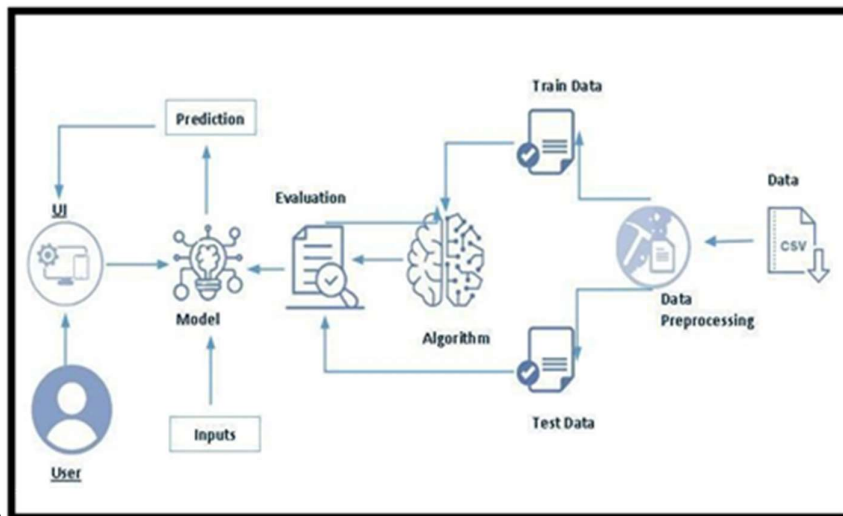 Train Data
Prediction
Data
Evaluation
UI
CSV
Model
Data
Preprocessing
Algorithm
Inputs
Test Data
User